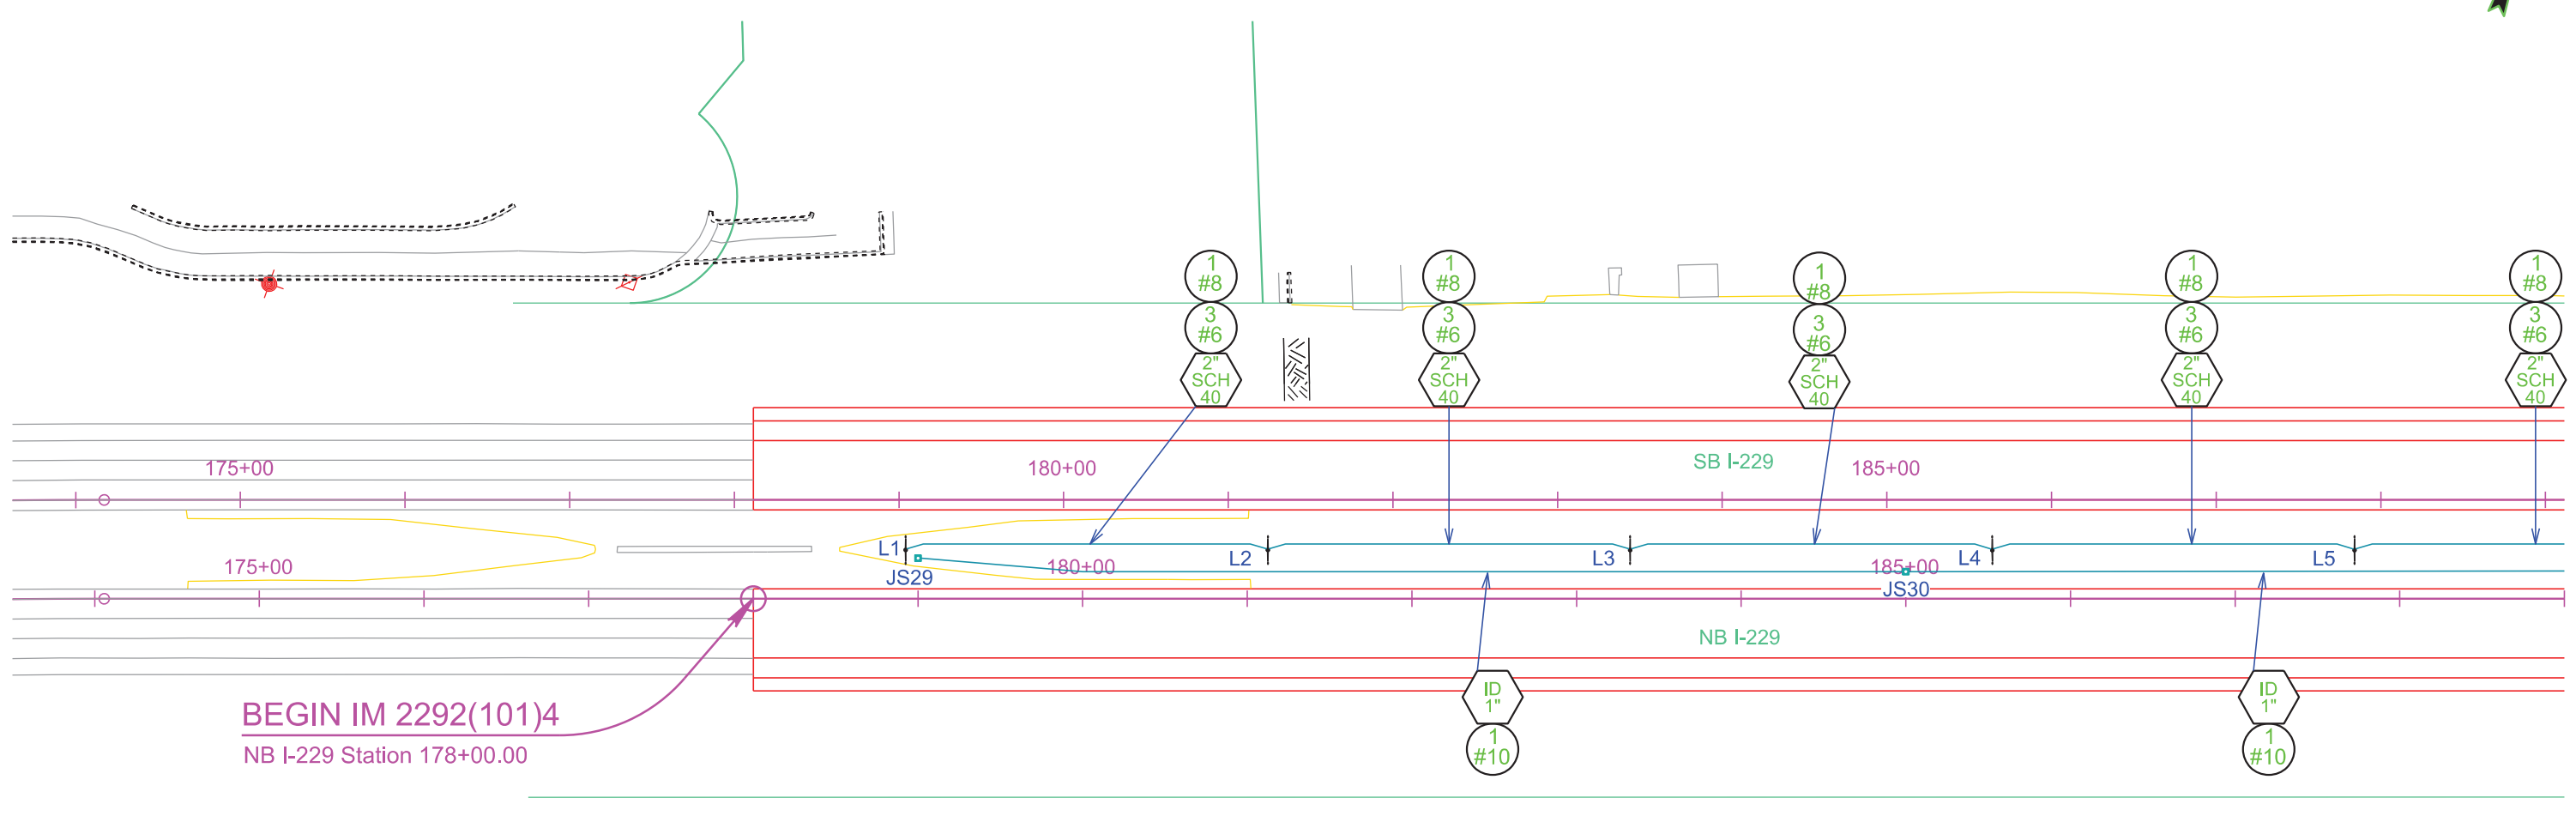 1
#8
3
#6
2"
SCH
40
1
#8
3
#6
2"
SCH
40
1
#8
3
#6
2"
SCH
40
1
#8
3
#6
2"
SCH
40
1
#8
3
#6
2"
SCH
40
175+00
180+00
SB I-229
185+00
L1
L2
L3
L4
L5
175+00
JS29
180+00
185+00
JS30
NB I-229
ID
1"
1
#10
ID
1"
1
#10
BEGIN IM 2292(101)4
NB I-229 Station 178+00.00